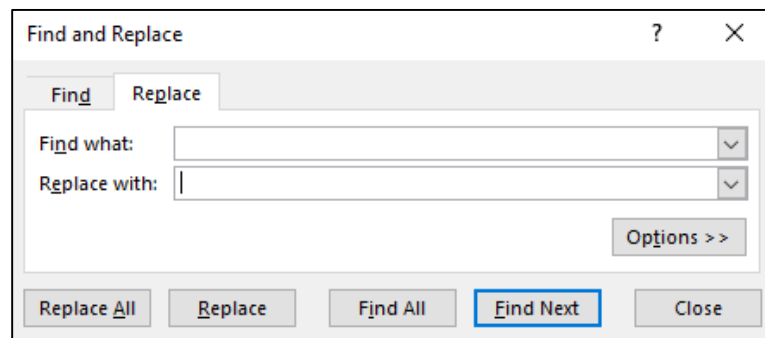 Find and Replace ?
Find Replace
Find what:
Replace with:
Options >>
Replace All Replace Find All Find Next Close